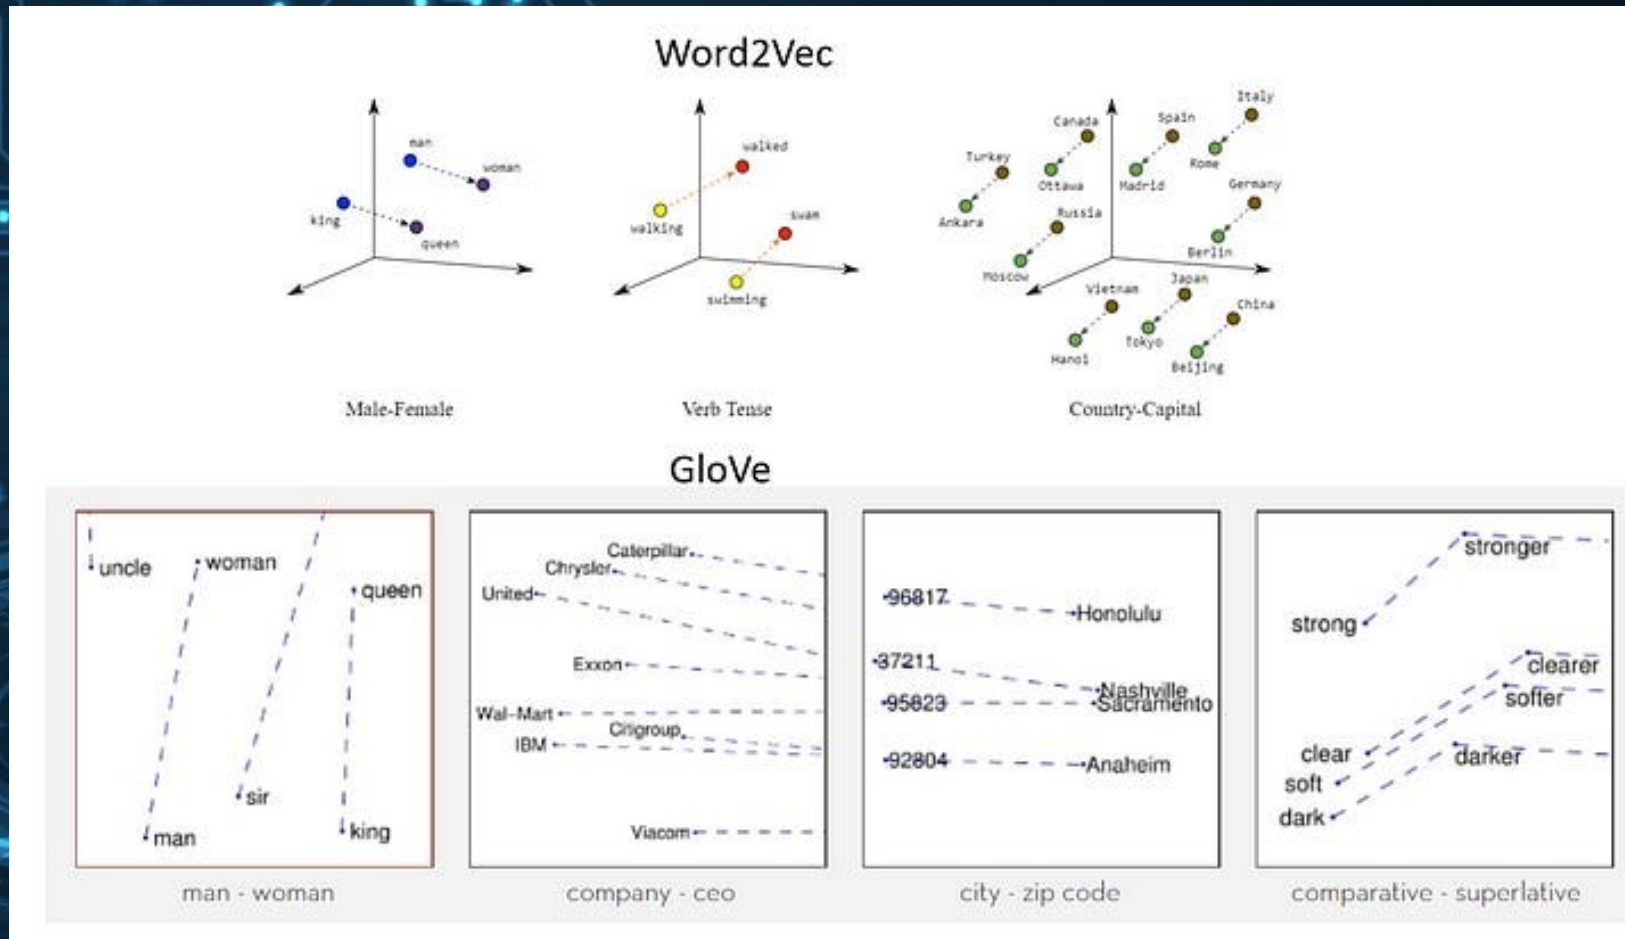 Word2Vec
man
woman
king
queen
Male-Female
walked
walking
swam
swimming
Verb Tense
Italy
Canada
Spain
Rome
Turkey
Ottawa
Madrid
Germany
Ankara
Russia
Berlin
Moscow
Vietnam
Japan
China
Tokyo
Hanoi
Beijing
Country-Capital
GloVe
uncle
woman
queen
sir
man
king
man - woman
Caterpillar
Chrysler
United
Exxon
Wal-Mart
Citigroup
IBM
Viacom
company - ceo
96817
Honolulu
37211
Nashville
95823
Sacramento
92804
Anaheim
city - zip code
stronger
strong
clearer
softer
clear
darker
soft
dark
comparative - superlative